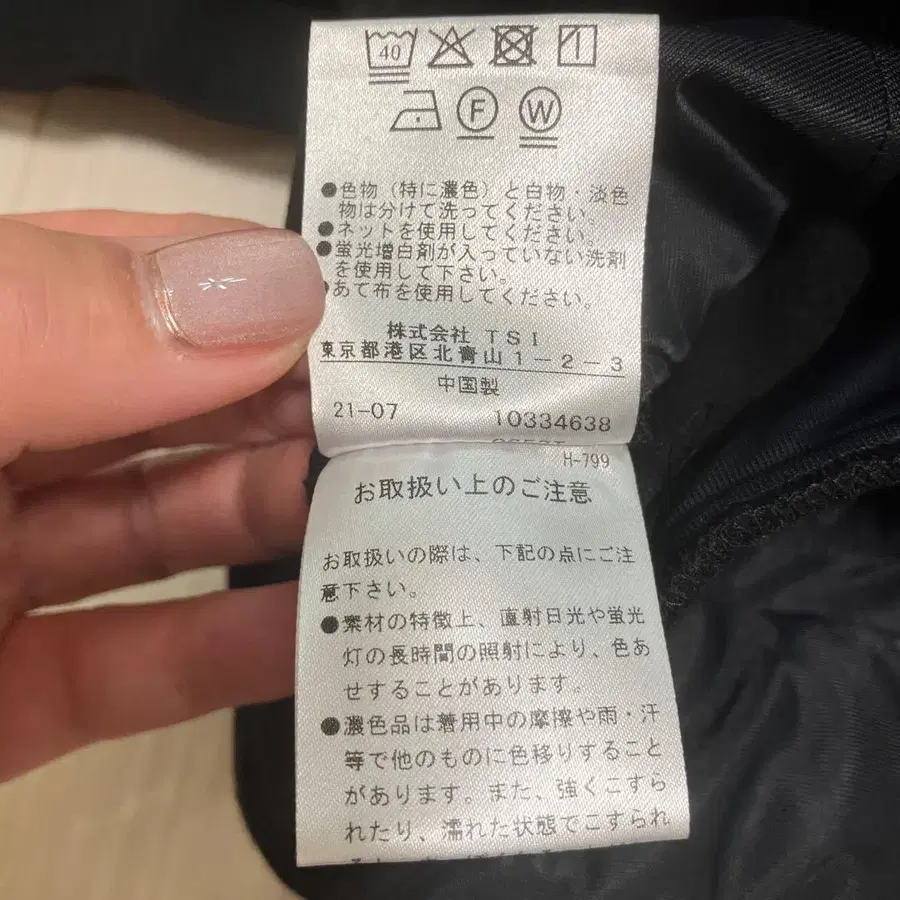 40
F W
●色物（特に濃色）と白物・淡色
物は分けて洗ってください。
●ネットを使用してください。
●蛍光増白剤が入っていない洗剤
を使用して下さい。
●あて布を使用してください。
株式会社 TSI
東京都港区北青山1－2－3
中国製
21-07 10334638
H-799
お取扱い上のご注意
お取扱いの際は、下記の点にご注
意下さい。
●素材の特徴上、直射日光や蛍光
灯の長時間の照射により、色あ
せすることがあります。
●濃色品は着用中の摩擦や雨・汗
等で他のものに色移りすること
があります。また、強くこすら
れたり、濡れた状態でこすられ